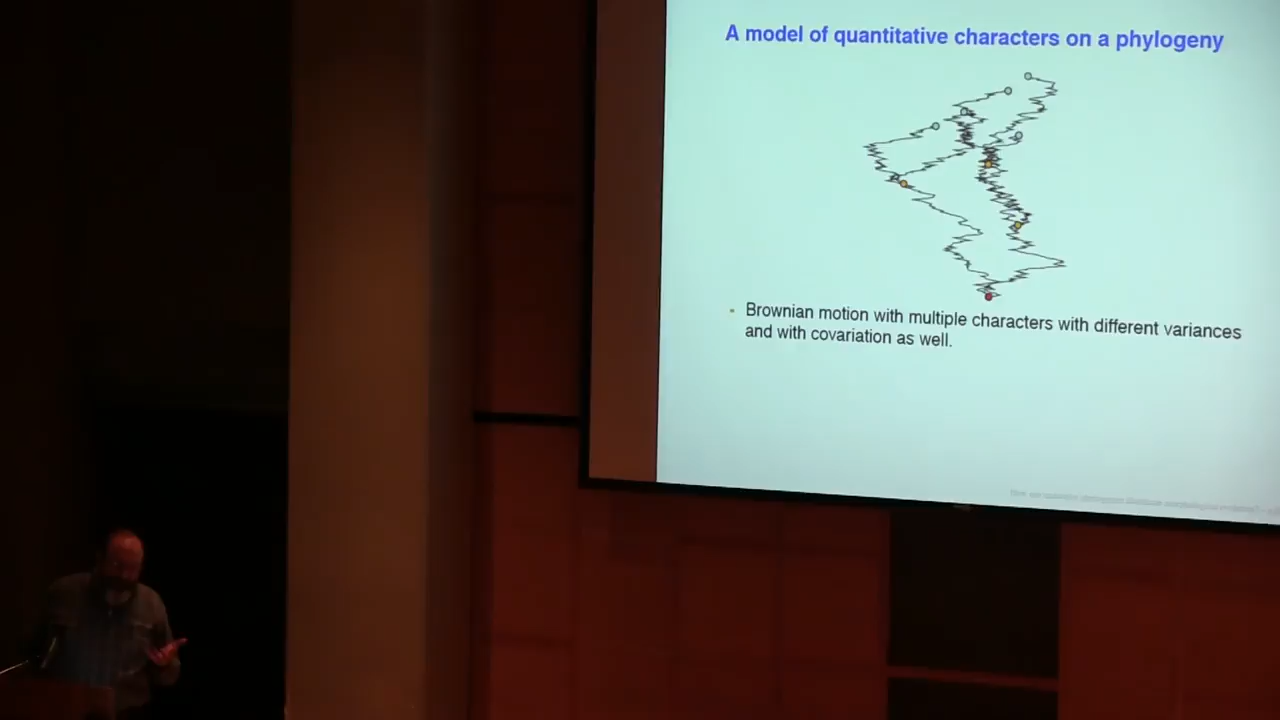 A model of quantitative characters on a phylogeny
Brownian motion with multiple characters with different variances
and with covariation as well.